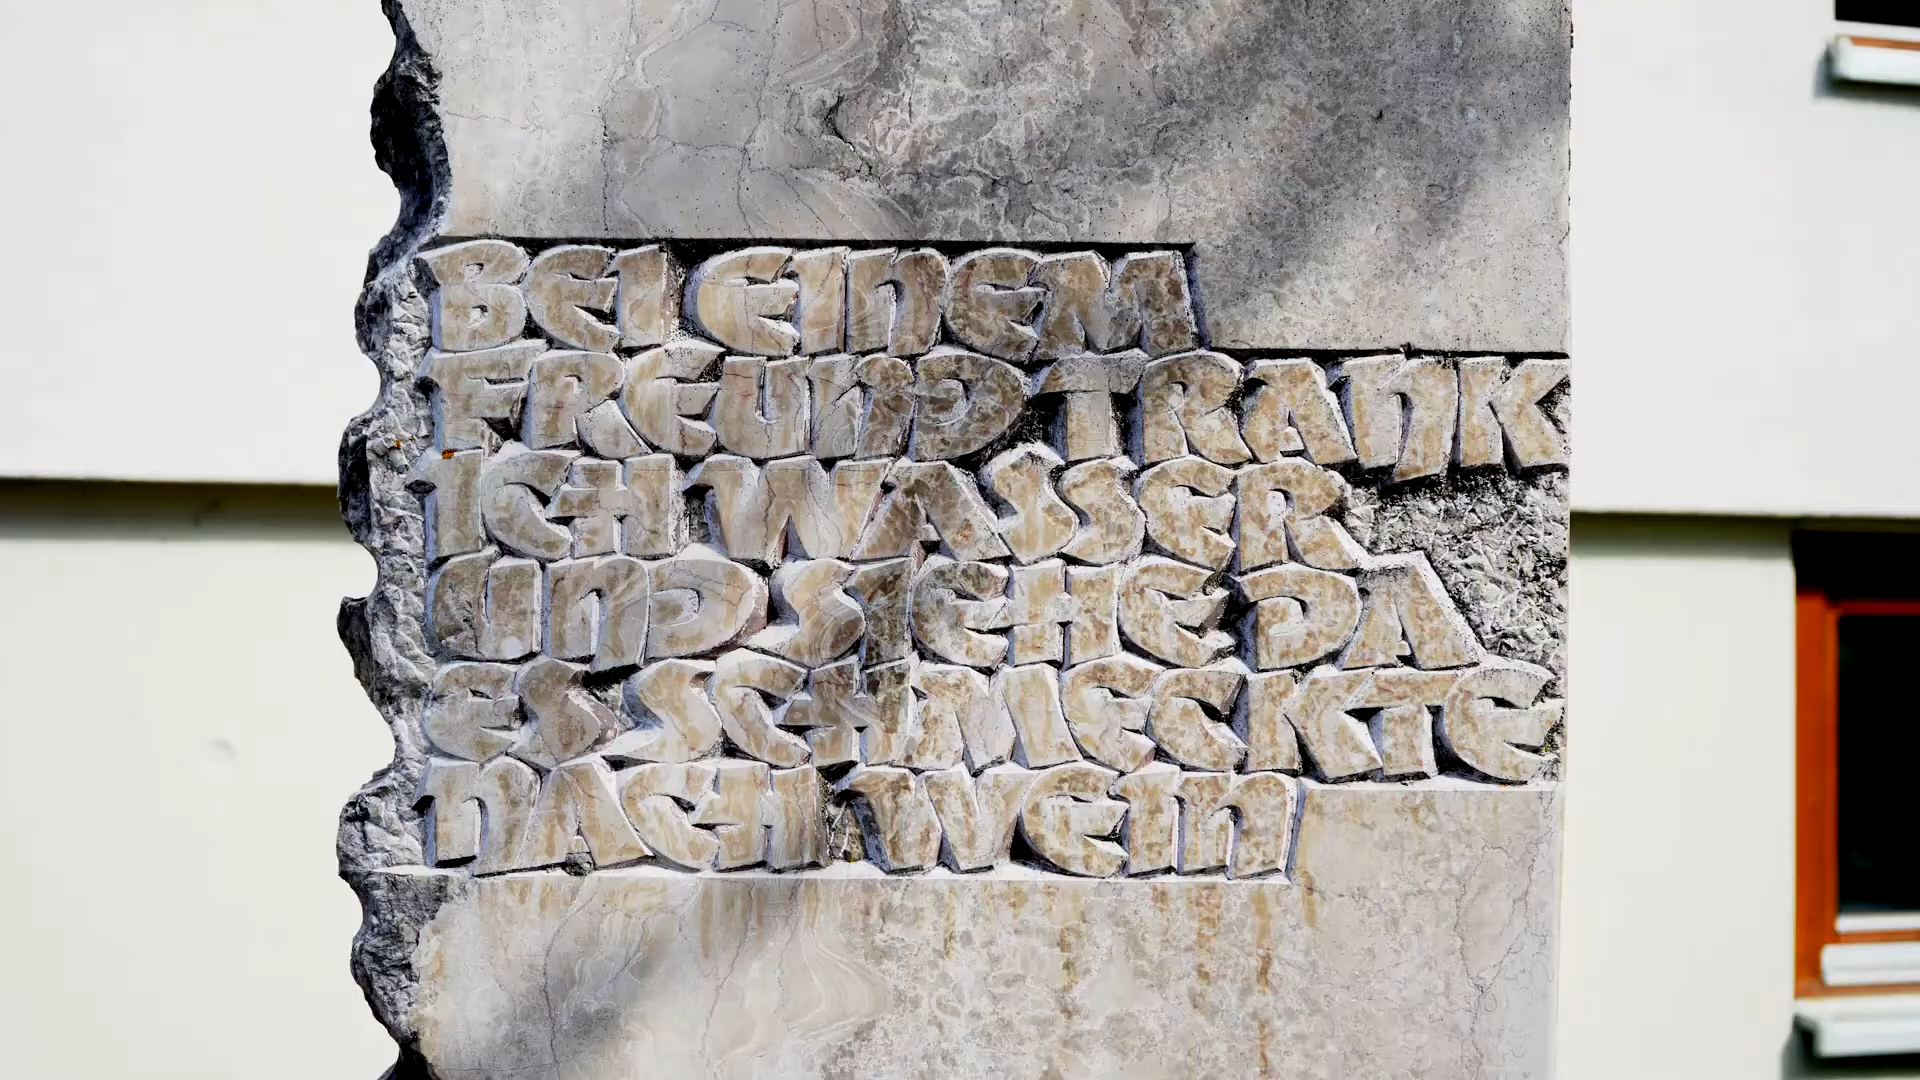 BEI EINEM
FREUND TRANK
ICH WASSER
UND SIEHE DA
ES SCHMECKTE
NACH WEIN